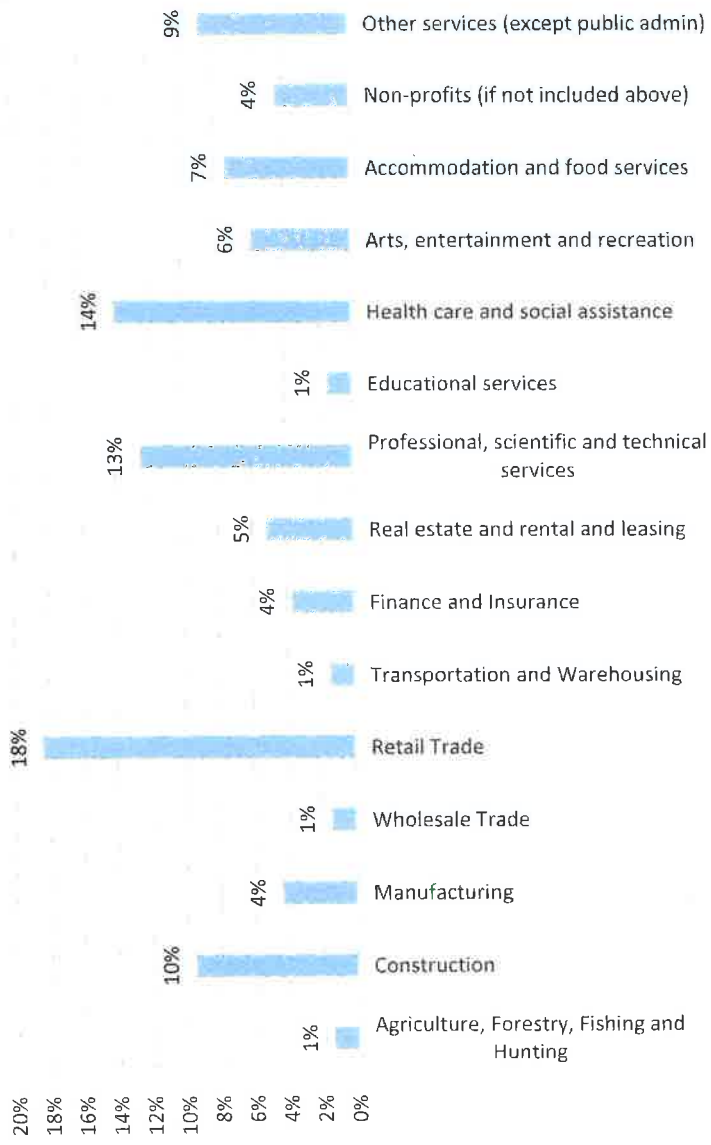 9%
Other services (except public admin)
4%
Non-profits (if not included above)
7%
Accommodation and food services
6%
Arts, entertainment and recreation
14%
Health care and social assistance
1%
Educational services
13%
Professional, scientific and technical
services
5%
Real estate and rental and leasing
4%
Finance and Insurance
1%
Transportation and Warehousing
18%
Retail Trade
1%
Wholesale Trade
4%
Manufacturing
10%
Construction
1%
Agriculture, Forestry, Fishing and
Hunting
20%
18%
16%
14%
12%
10%
8%
6%
4%
2%
0%